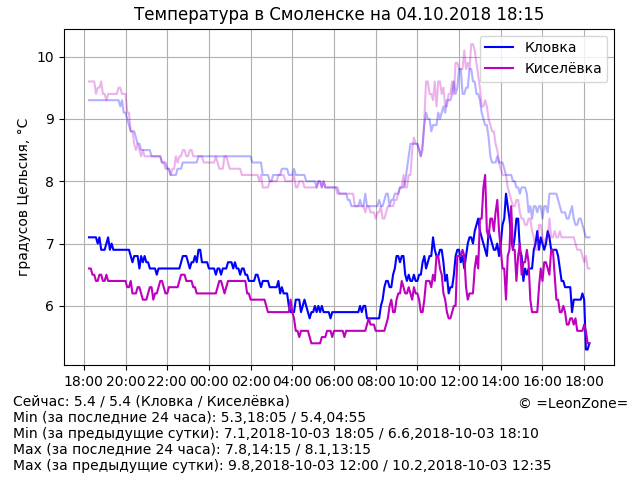 Температура в Смоленске на 04.10.2018 18:15
Кловка
Киселёвка
градусов Цельсия, °C
10
9
8
7
6
18:00 20:00 22:00 00:00 02:00 04:00 06:00 08:00 10:00 12:00 14:00 16:00 18:00
Сейчас: 5.4 / 5.4 (Кловка / Киселёвка)
© =LeonZone=
Min (за последние 24 часа): 5.3,18:05 / 5.4,04:55
Min (за предыдущие сутки): 7.1,2018-10-03 18:05 / 6.6,2018-10-03 18:10
Max (за последние 24 часа): 7.8,14:15 / 8.1,13:15
Max (за предыдущие сутки): 9.8,2018-10-03 12:00 / 10.2,2018-10-03 12:35